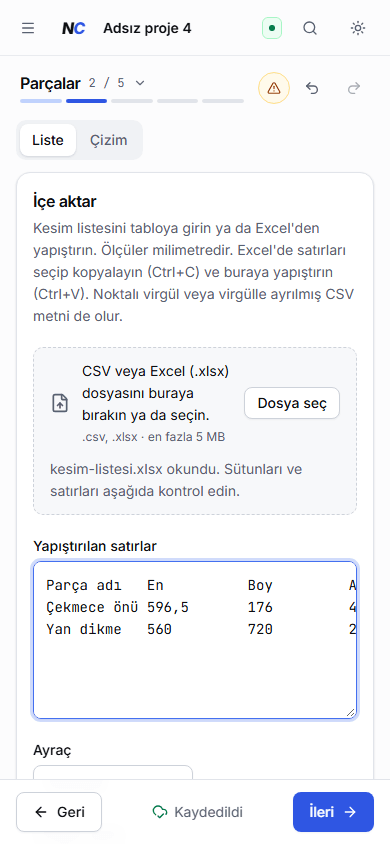 NC Adsız proje 4
Parçalar 2 / 5
Liste Çizim
İçe aktar
Kesim listesini tabloya girin ya da Excel'den
yapıştırın. Ölçüler milimetredir. Excel'de satırları
seçip kopyalayın (Ctrl+C) ve buraya yapıştırın
(Ctrl+V). Noktalı virgül veya virgülle ayrılmış CSV
metni de olur.
CSV veya Excel (.xlsx)
dosyasını buraya
bırakın ya da seçin.
.csv, .xlsx · en fazla 5 MB
Dosya seç
kesim-listesi.xlsx okundu. Sütunları ve
satırları aşağıda kontrol edin.
Yapıştırılan satırlar
Parça adı En Boy A
Çekmece önü 596,5 176 4
Yan dikme 560 720 2
Ayraç
Geri Kaydedildi İleri